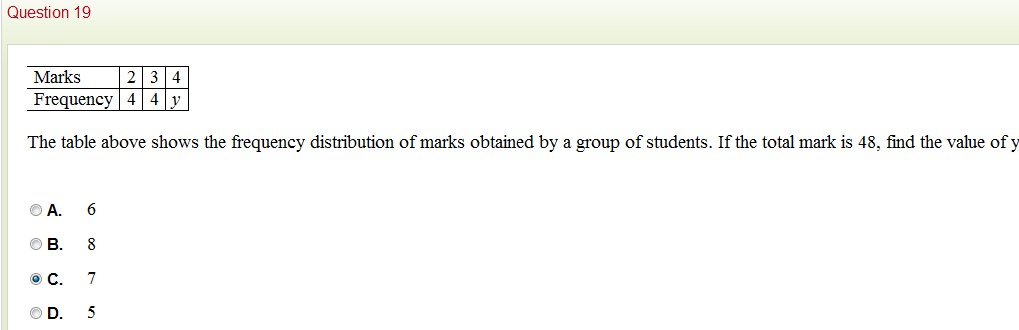 Question 19
Marks 2 3 4
Frequency 4 4 y
The table above shows the frequency distribution of marks obtained by a group of students. If the total mark is 48, find the value of y
A. 6
B. 8
C. 7
D. 5